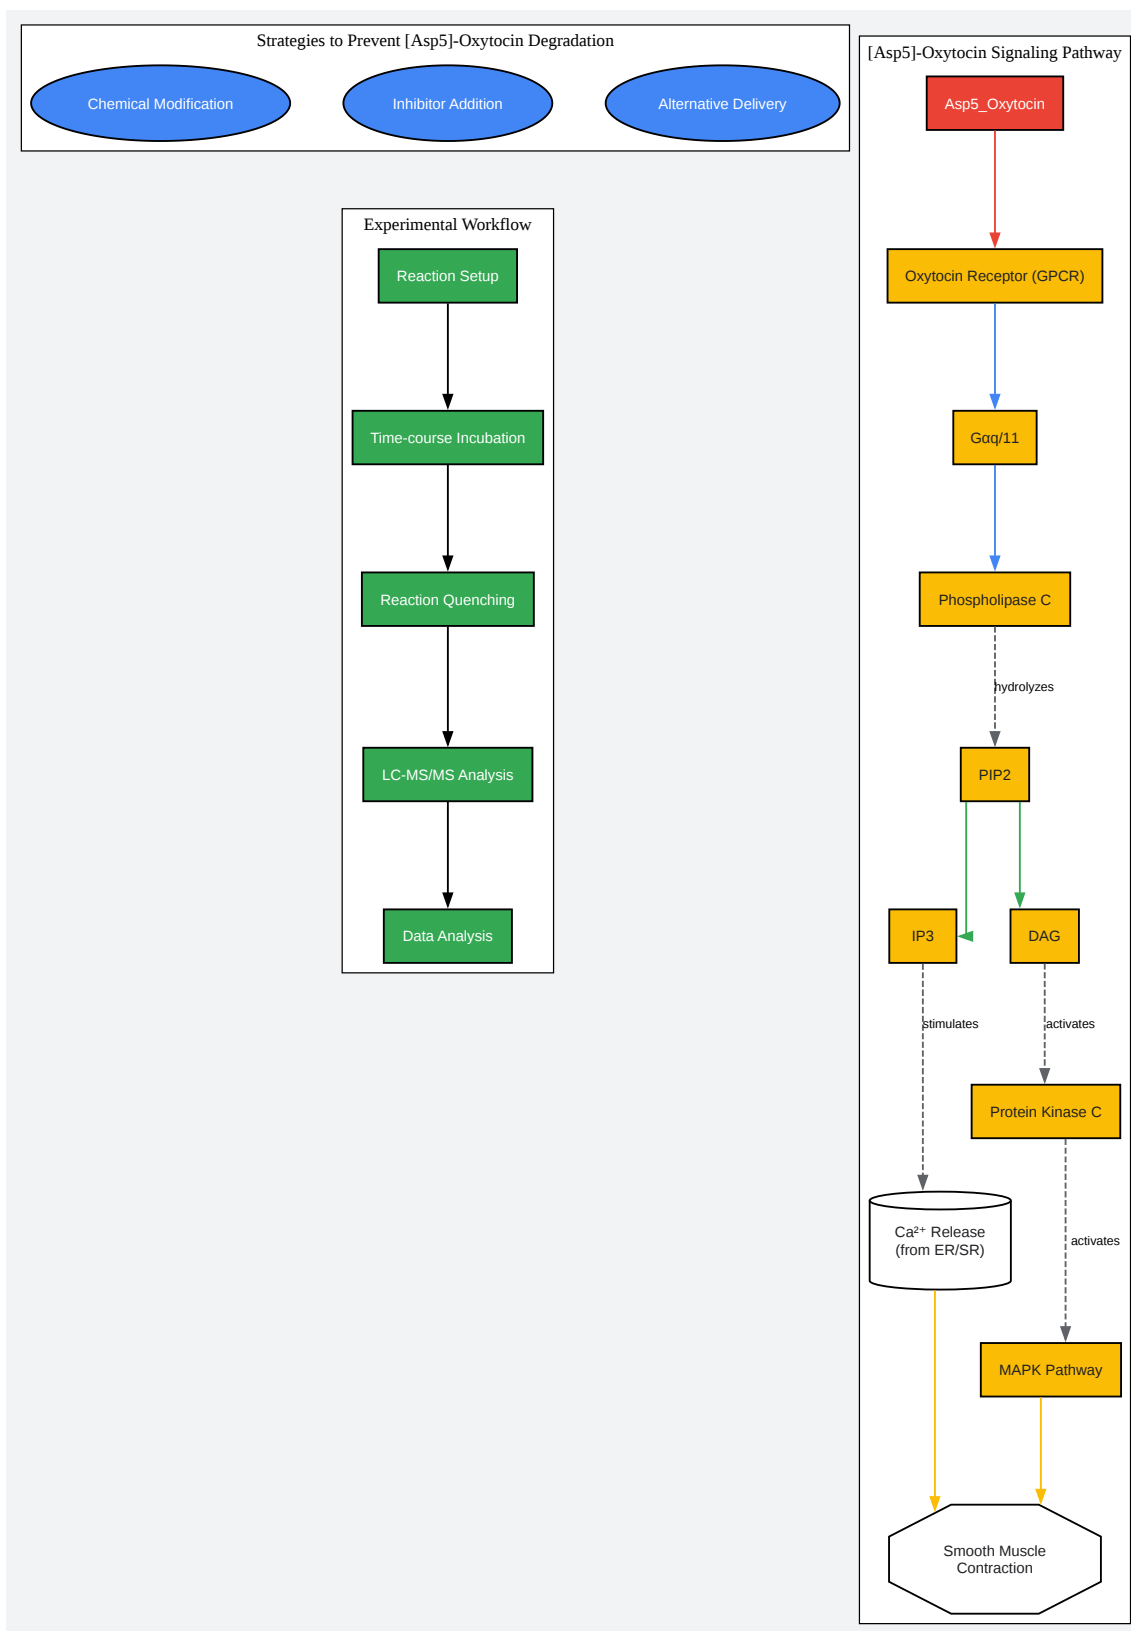 Strategies to Prevent [Asp5]-Oxytocin Degradation
Chemical Modification
Inhibitor Addition
Alternative Delivery
Experimental Workflow
Reaction Setup
Time-course Incubation
Reaction Quenching
LC-MS/MS Analysis
Data Analysis
[Asp5]-Oxytocin Signaling Pathway
Asp5_Oxytocin
Oxytocin Receptor (GPCR)
Gαq/11
Phospholipase C
hydrolyzes
PIP2
IP3
DAG
stimulates
activates
Protein Kinase C
Ca²⁺ Release
(from ER/SR)
activates
MAPK Pathway
Smooth Muscle
Contraction